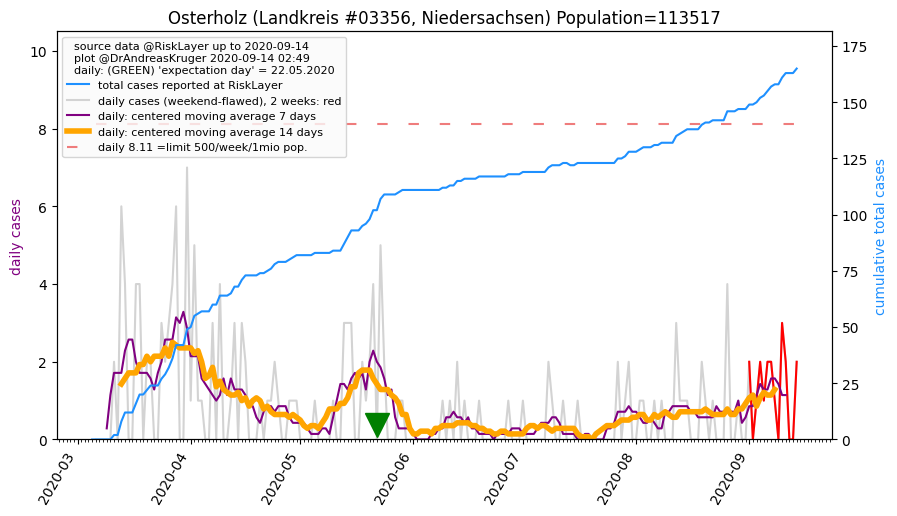 Osterholz (Landkreis #03356, Niedersachsen) Population=113517
source data @RiskLayer up to 2020-09-14
plot @DrAndreasKruger 2020-09-14 02:49
daily: (GREEN) 'expectation day' = 22.05.2020
total cases reported at RiskLayer
daily cases (weekend-flawed), 2 weeks: red
daily: centered moving average 7 days
daily: centered moving average 14 days
daily 8.11 =limit 500/week/1mio pop.
daily cases
10
8
6
4
2
0
cumulative total cases
175
150
125
100
75
50
25
0
2020-03
2020-04
2020-05
2020-06
2020-07
2020-08
2020-09